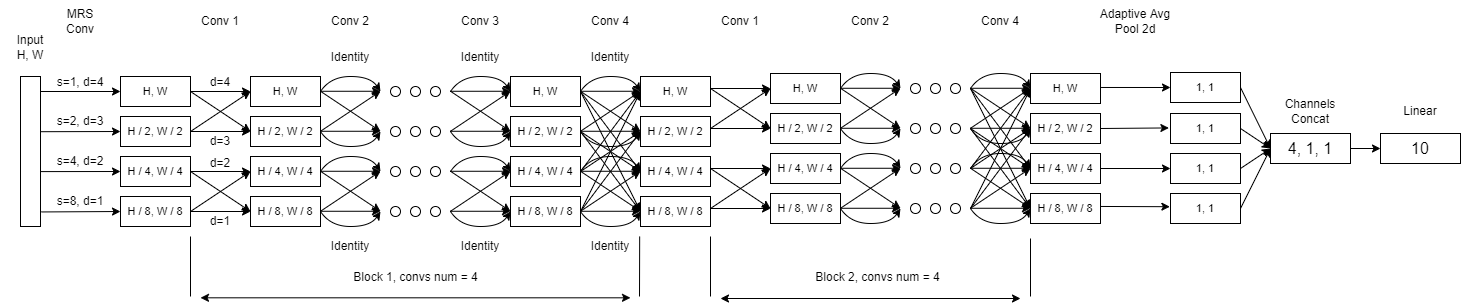 MRS
Conv
Conv 1
Conv 2
Conv 3
Conv 4
Conv 1
Conv 2
Conv 4
Adaptive Avg
Pool 2d
Input
H, W
Identity
Identity
Identity
s=1, d=4
H, W
d=4
H, W
H, W
H, W
H, W
H, W
1, 1
s=2, d=3
H / 2, W / 2
d=3
H / 2, W / 2
H / 2, W / 2
H / 2, W / 2
H / 2, W / 2
H / 2, W / 2
1, 1
Channels
Concat
4, 1, 1
Linear
10
s=4, d=2
H / 4, W / 4
d=2
H / 4, W / 4
H / 4, W / 4
H / 4, W / 4
H / 4, W / 4
H / 4, W / 4
1, 1
s=8, d=1
H / 8, W / 8
d=1
H / 8, W / 8
H / 8, W / 8
H / 8, W / 8
H / 8, W / 8
H / 8, W / 8
1, 1
Identity
Identity
Identity
Block 1, convs num = 4
Block 2, convs num = 4